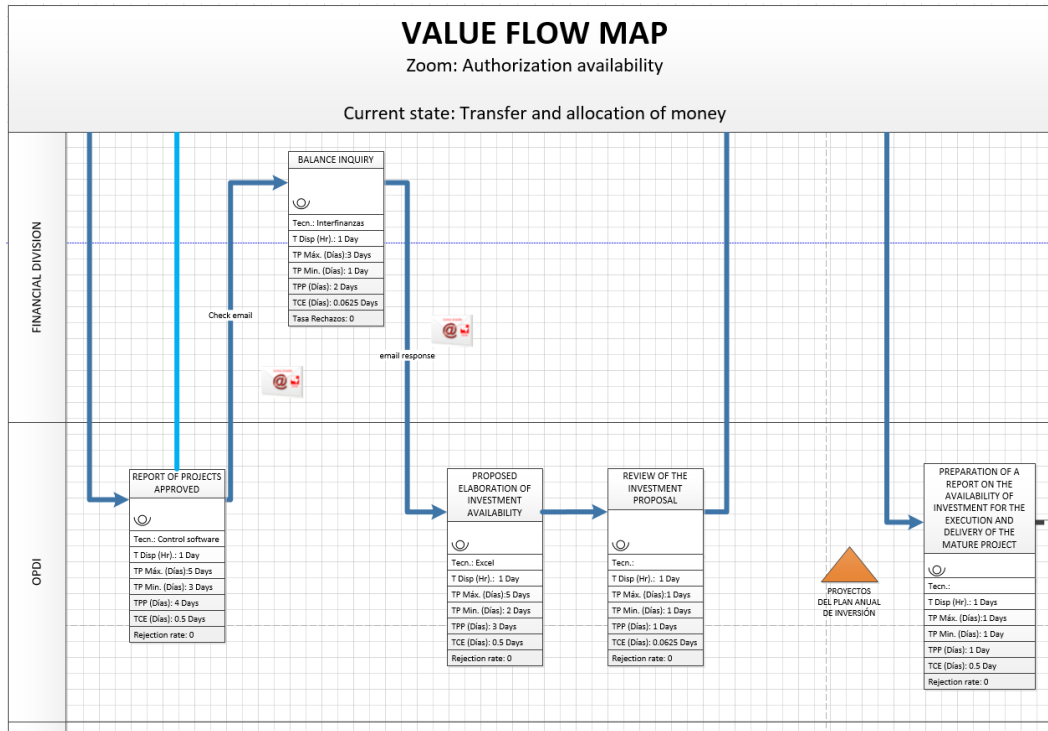 VALUE FLOW MAP
Zoom: Authorization availability
Current state: Transfer and allocation of money
FINANCIAL DIVISION
BALANCE INQUIRY
Tecn.: Interfinanzas
T Disp (Hr).: 1 Day
TP Máx. (Días):3 Days
TP Min. (Días): 1 Day
TPP (Días): 2 Days
TCE (Días): 0.0625 Days
Tasa Rechazos: 0
Check email
email response
OPDI
REPORT OF PROJECTS
APPROVED
Tecn.: Control software
T Disp (Hr).: 1 Day
TP Máx. (Días):5 Days
TP Min. (Días): 3 Days
TPP (Días): 4 Days
TCE (Días): 0.5 Days
Rejection rate: 0
PROPOSED
ELABORATION OF
INVESTMENT
AVAILABILITY
Tecn.: Excel
T Disp (Hr).: 1 Day
TP Máx. (Días):5 Days
TP Min. (Días): 2 Days
TPP (Días): 3 Days
TCE (Días): 0.5 Days
Rejection rate: 0
REVIEW OF THE
INVESTMENT
PROPOSAL
Tecn.:
T Disp (Hr).: 1 Day
TP Máx. (Días):1 Days
TP Min. (Días): 1 Days
TPP (Días): 1 Days
TCE (Días): 0.0625 Days
Rejection rate: 0
PROYECTOS
DEL PLAN ANUAL
DE INVERSIÓN
PREPARATION OF A
REPORT ON THE
AVAILABILITY OF
INVESTMENT FOR THE
EXECUTION AND
DELIVERY OF THE
MATURE PROJECT
Tecn.:
T Disp (Hr).: 1 Days
TP Máx. (Días):1 Days
TP Min. (Días): 1 Day
TPP (Días): 1 Day
TCE (Días): 0.5 Day
Rejection rate: 0